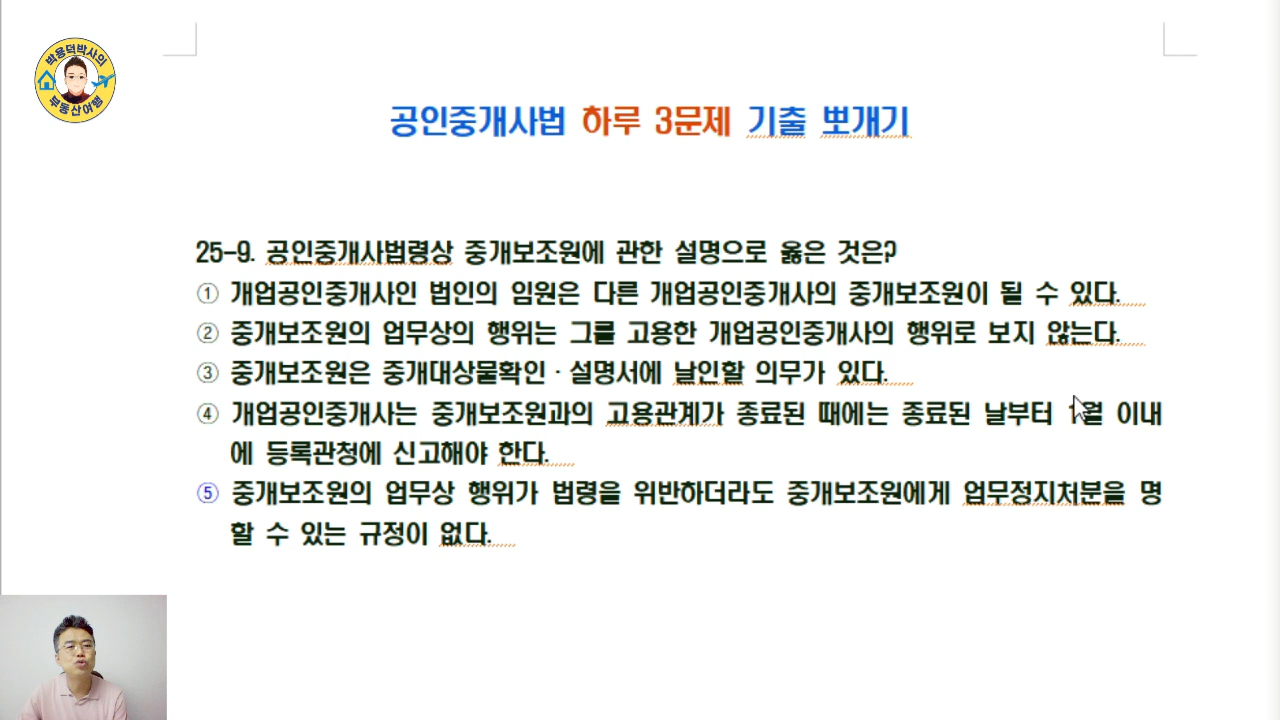 박용덕박사의
부동산여행
공인중개사법 하루 3문제 기출 뽀개기
25-9. 공인중개사법령상 중개보조원에 관한 설명으로 옳은 것은?
① 개업공인중개사인 법인의 임원은 다른 개업공인중개사의 중개보조원이 될 수 있다.
② 중개보조원의 업무상의 행위는 그를 고용한 개업공인중개사의 행위로 보지 않는다.
③ 중개보조원은 중개대상물확인·설명서에 날인할 의무가 있다.
④ 개업공인중개사는 중개보조원과의 고용관계가 종료된 때에는 종료된 날부터 1월 이내
에 등록관청에 신고해야 한다.
⑤ 중개보조원의 업무상 행위가 법령을 위반하더라도 중개보조원에게 업무정지처분을 명
할 수 있는 규정이 없다.